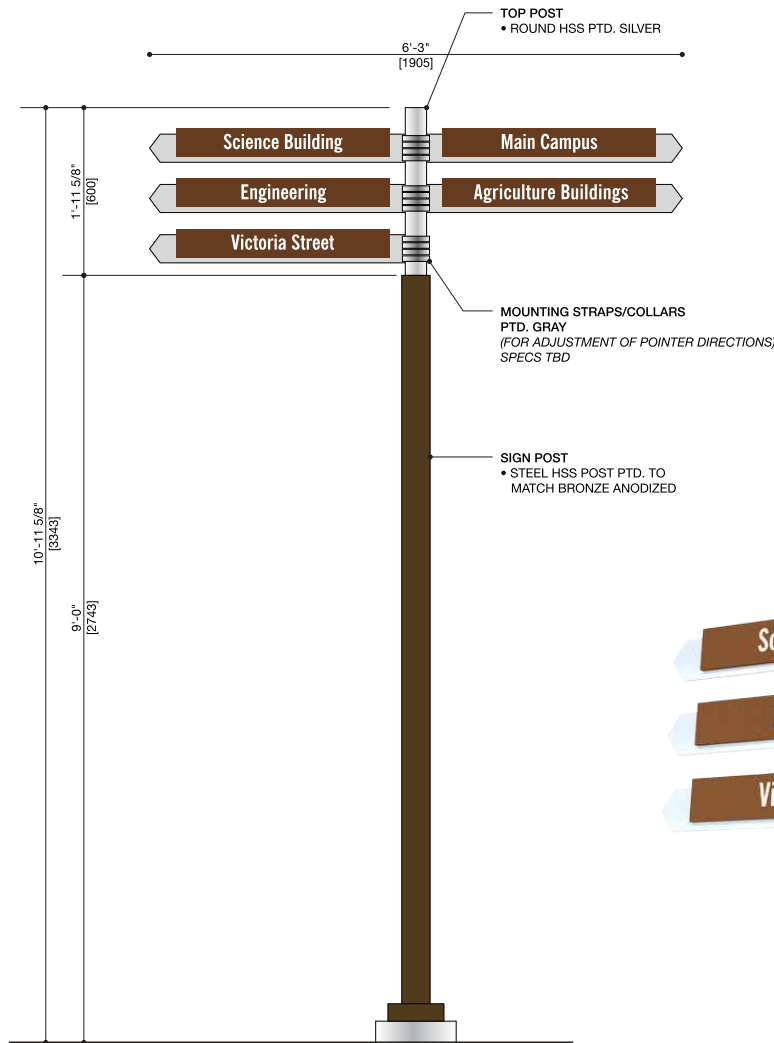 TOP POST
• ROUND HSS PTD. SILVER
6'-3"
[1905]
Science Building
Main Campus
Engineering
Agriculture Buildings
Victoria Street
1'-11 5/8"
[600]
MOUNTING STRAPS/COLLARS
PTD. GRAY
(FOR ADJUSTMENT OF POINTER DIRECTIONS)
SPECS TBD
SIGN POST
• STEEL HSS POST PTD. TO
MATCH BRONZE ANODIZED
10'-11 5/8"
[3343]
9'-0"
[2743]
Sc
Vi